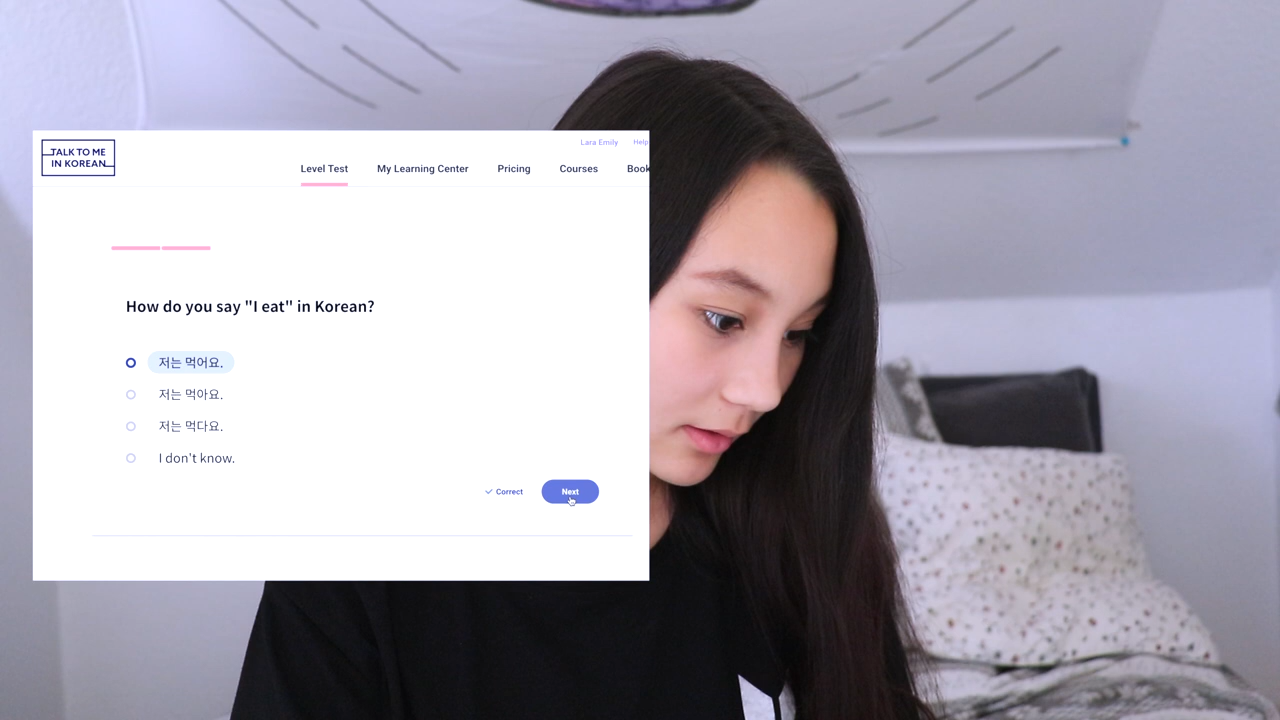 TALK TO ME
IN KOREAN
Lara Emily Help
Level Test My Learning Center Pricing Courses Book
How do you say "I eat" in Korean?
저는 먹어요.
저는 먹아요.
저는 먹다요.
I don't know.
Correct Next